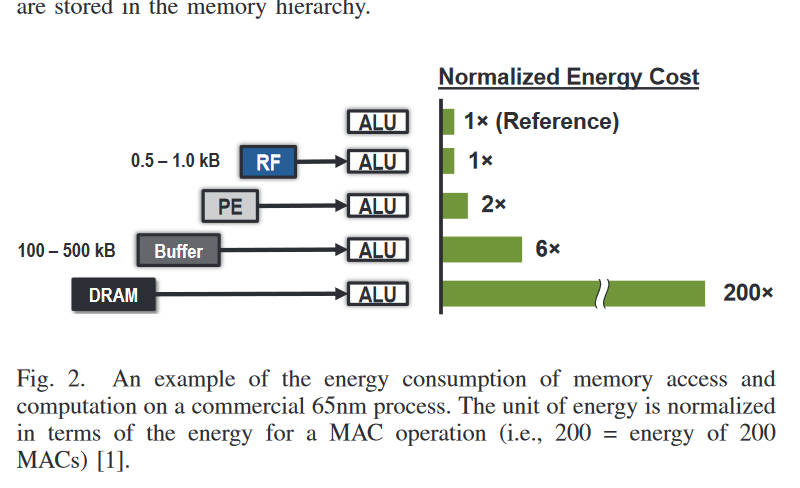 are stored in the memory hierarchy.
Normalized Energy Cost
ALU 1× (Reference)
0.5 – 1.0 kB RF ALU 1×
PE ALU 2×
100 – 500 kB Buffer ALU 6×
DRAM ALU 200×
Fig. 2. An example of the energy consumption of memory access and
computation on a commercial 65nm process. The unit of energy is normalized
in terms of the energy for a MAC operation (i.e., 200 = energy of 200
MACs) [1].